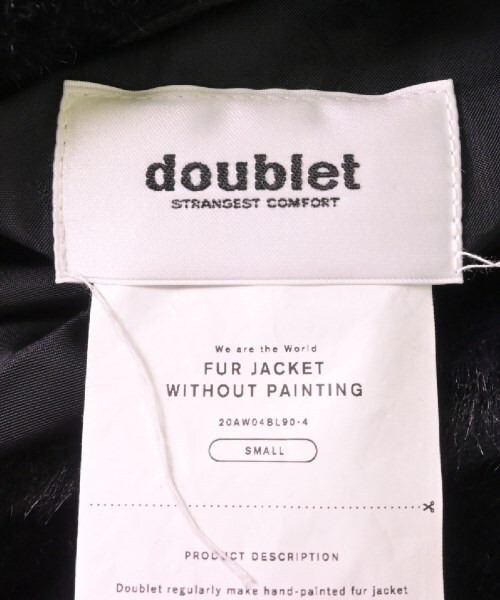 doublet
STRANGEST COMFORT
We are the World
FUR JACKET
WITHOUT PAINTING
20AW04BL90-4
SMALL
PRODUCT DESCRIPTION
Doublet regularly make hand-painted fur jacket